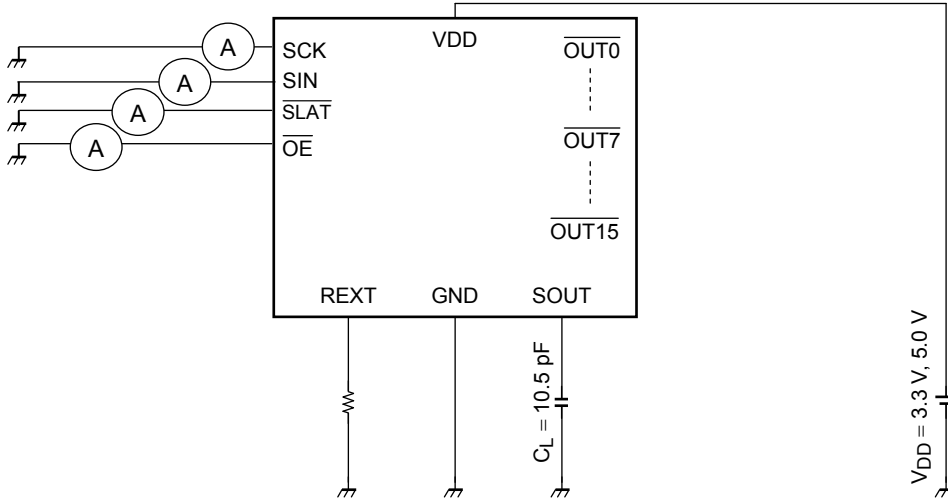 VDD
A SCK
OUT0
A SIN
A SLAT
A OE
OUT7
OUT15
REXT GND SOUT
CL = 10.5 pF
VDD = 3.3 V, 5.0 V